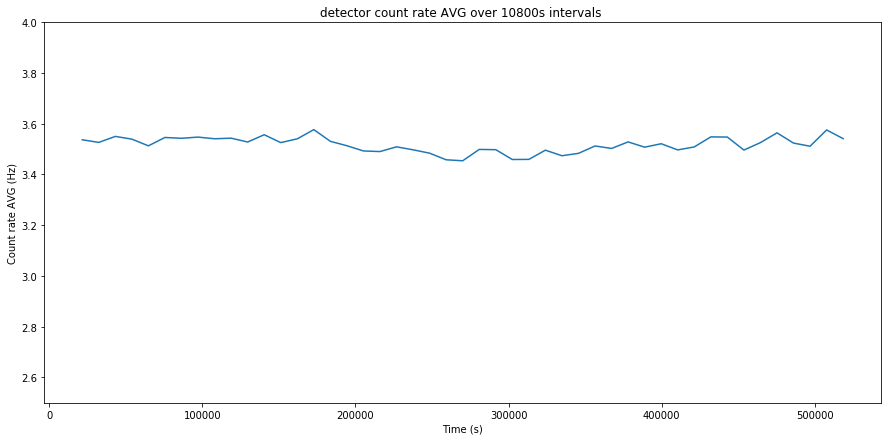 detector count rate AVG over 10800s intervals
Count rate AVG (Hz)
4.0
3.8
3.6
3.4
3.2
3.0
2.8
2.6
0 100000 200000 300000 400000 500000
Time (s)